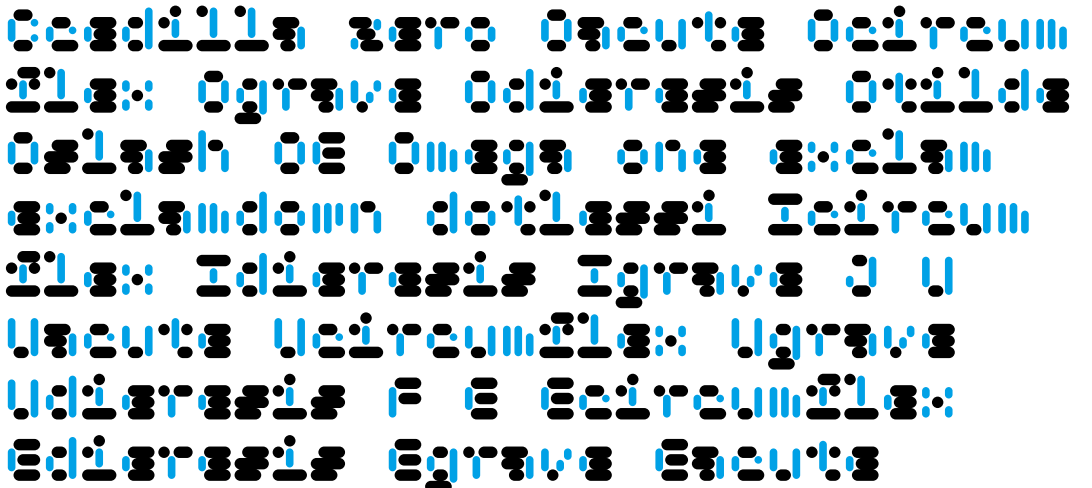 Ccedilla zero Oacute Ocircum
flex Ograve Odieresis Otilde
Oslash OE Omega one exclam
exclamdown dotlessi Icircum
flex Idieresis Igrave J U
Uacute Ucircumflex Ugrave
Udieresis F E Ecircumflex
Edieresis Egrave Eacute